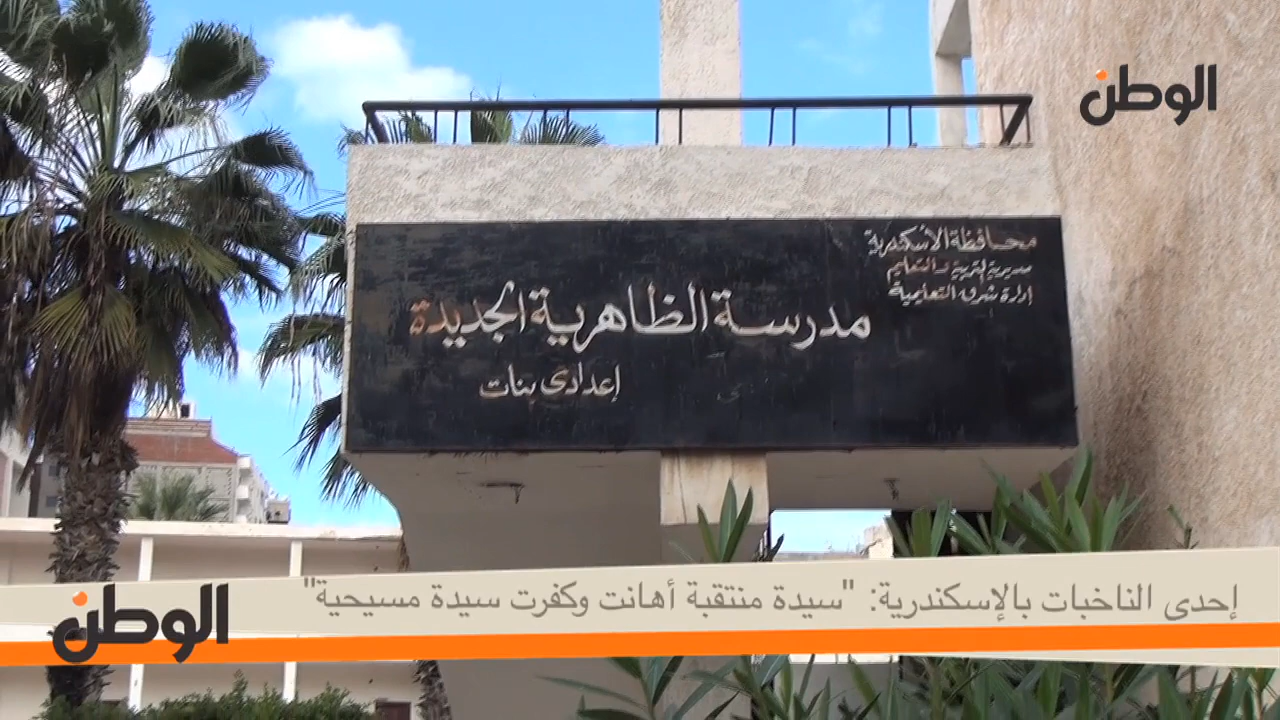 الوطن
محافظة الاسكندرية
مديرية التربية والتعليم
إدارة شرق التعليمية
مدرسة الظاهرية الجديدة
إعدادى بنات
إحدى الناخبات بالإسكندرية: "سيدة منتقبة أهانت وكفرت سيدة مسيحية"
الوطن